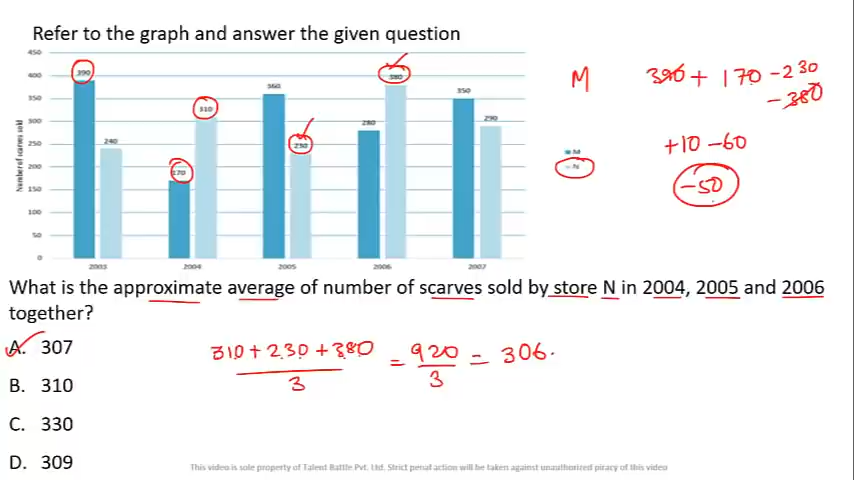 Refer to the graph and answer the given question
450
400
350
300
250
200
150
100
50
0
Number of scarves sold
390
240
170
310
360
230
280
380
350
290
2003
2004
2005
2006
2007
M
N
M 390 + 170 - 230
- 380
+10 - 60
- 50
What is the approximate average of number of scarves sold by store N in 2004, 2005 and 2006
together?
A. 307
B. 310
C. 330
D. 309
310 + 230 + 380 = 920 = 306.
3 3
This video is sole property of Talent Battle Pvt. Ltd. Strict penal action will be taken against unauthorized piracy of this video